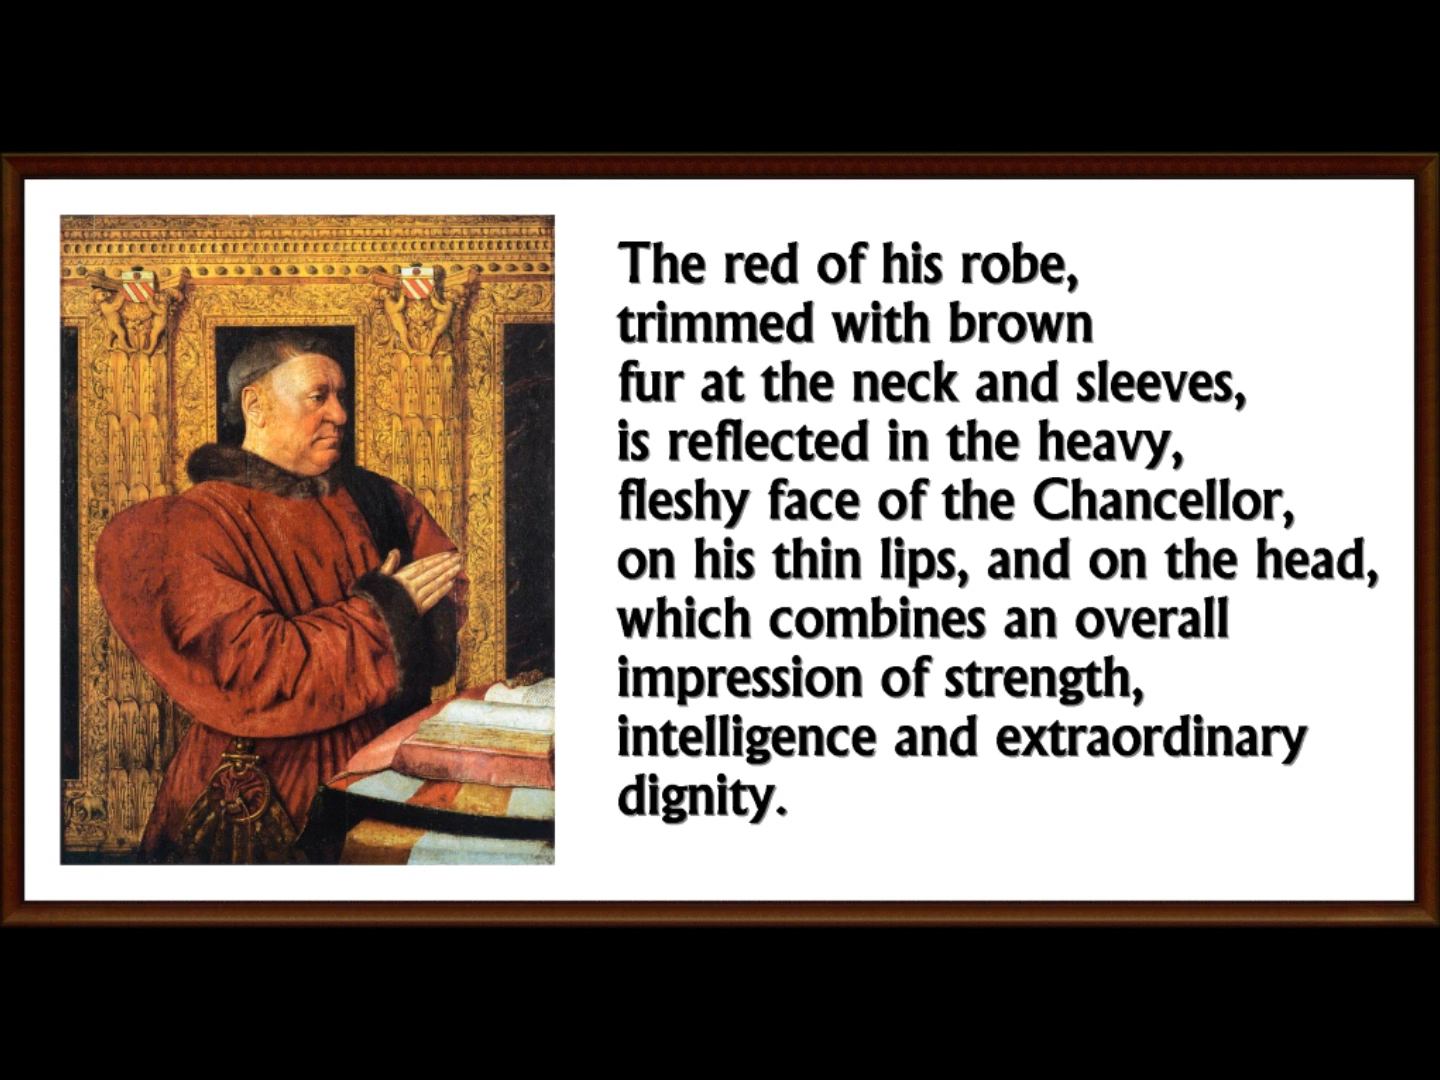 The red of his robe,
trimmed with brown
fur at the neck and sleeves,
is reflected in the heavy,
fleshy face of the Chancellor,
on his thin lips, and on the head,
which combines an overall
impression of strength,
intelligence and extraordinary
dignity.